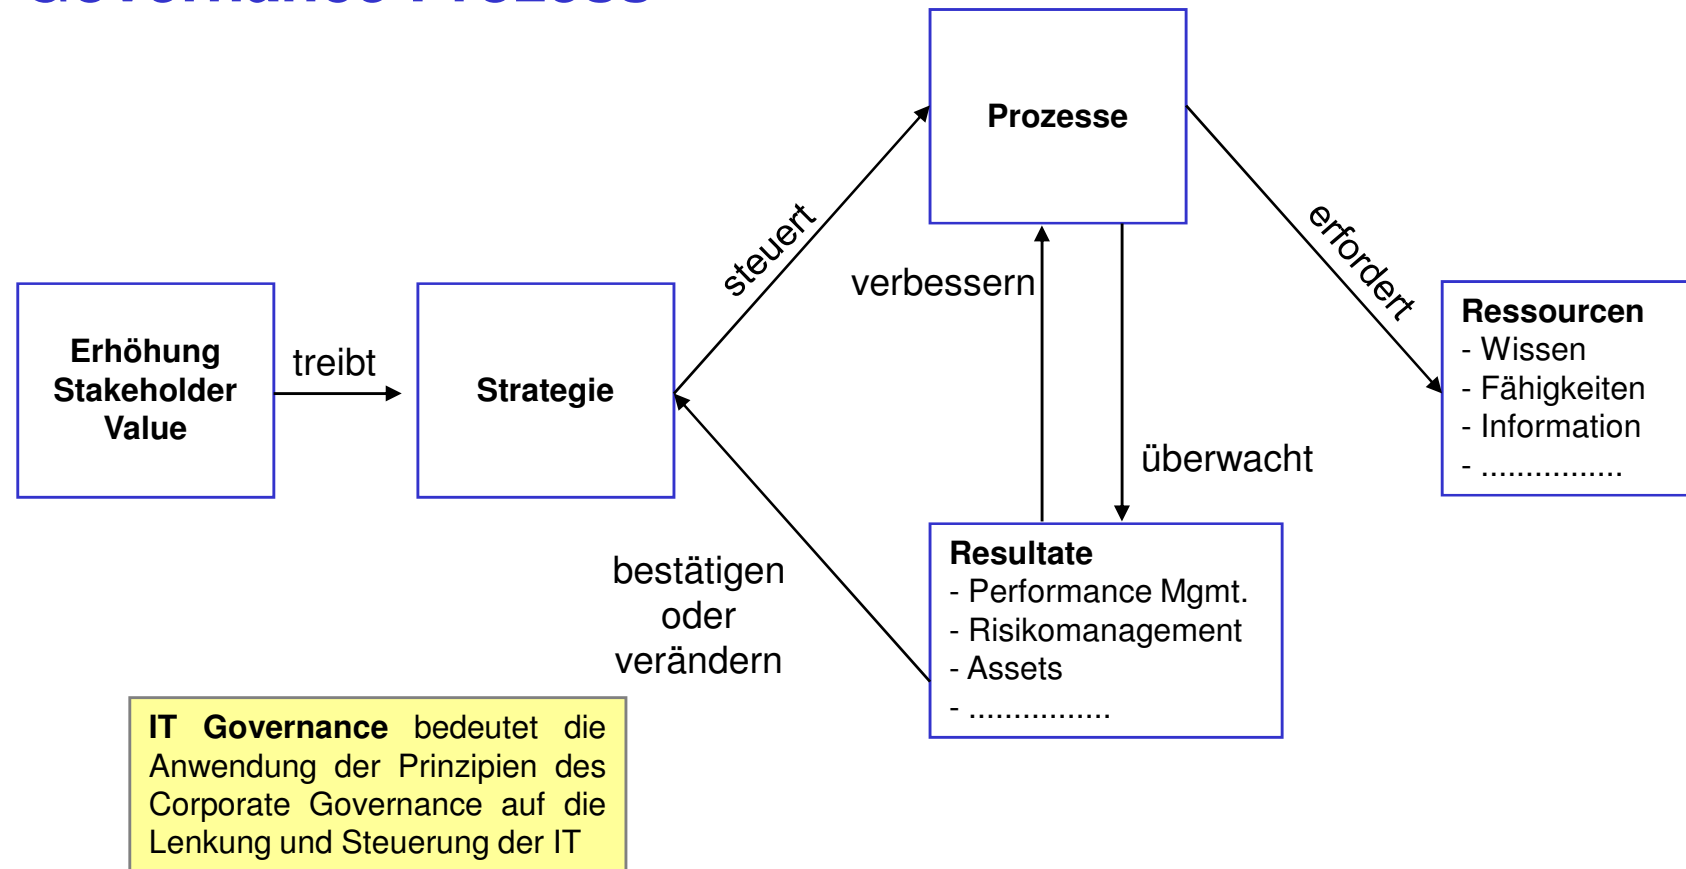 Governance Prozess
Prozesse
steuert
erfordert
verbessern
Erhöhung
Stakeholder
Value
treibt
Strategie
Ressourcen
- Wissen
- Fähigkeiten
- Information
- ................
überwacht
bestätigen
oder
verändern
Resultate
- Performance Mgmt.
- Risikomanagement
- Assets
- ................
IT Governance bedeutet die
Anwendung der Prinzipien des
Corporate Governance auf die
Lenkung und Steuerung der IT